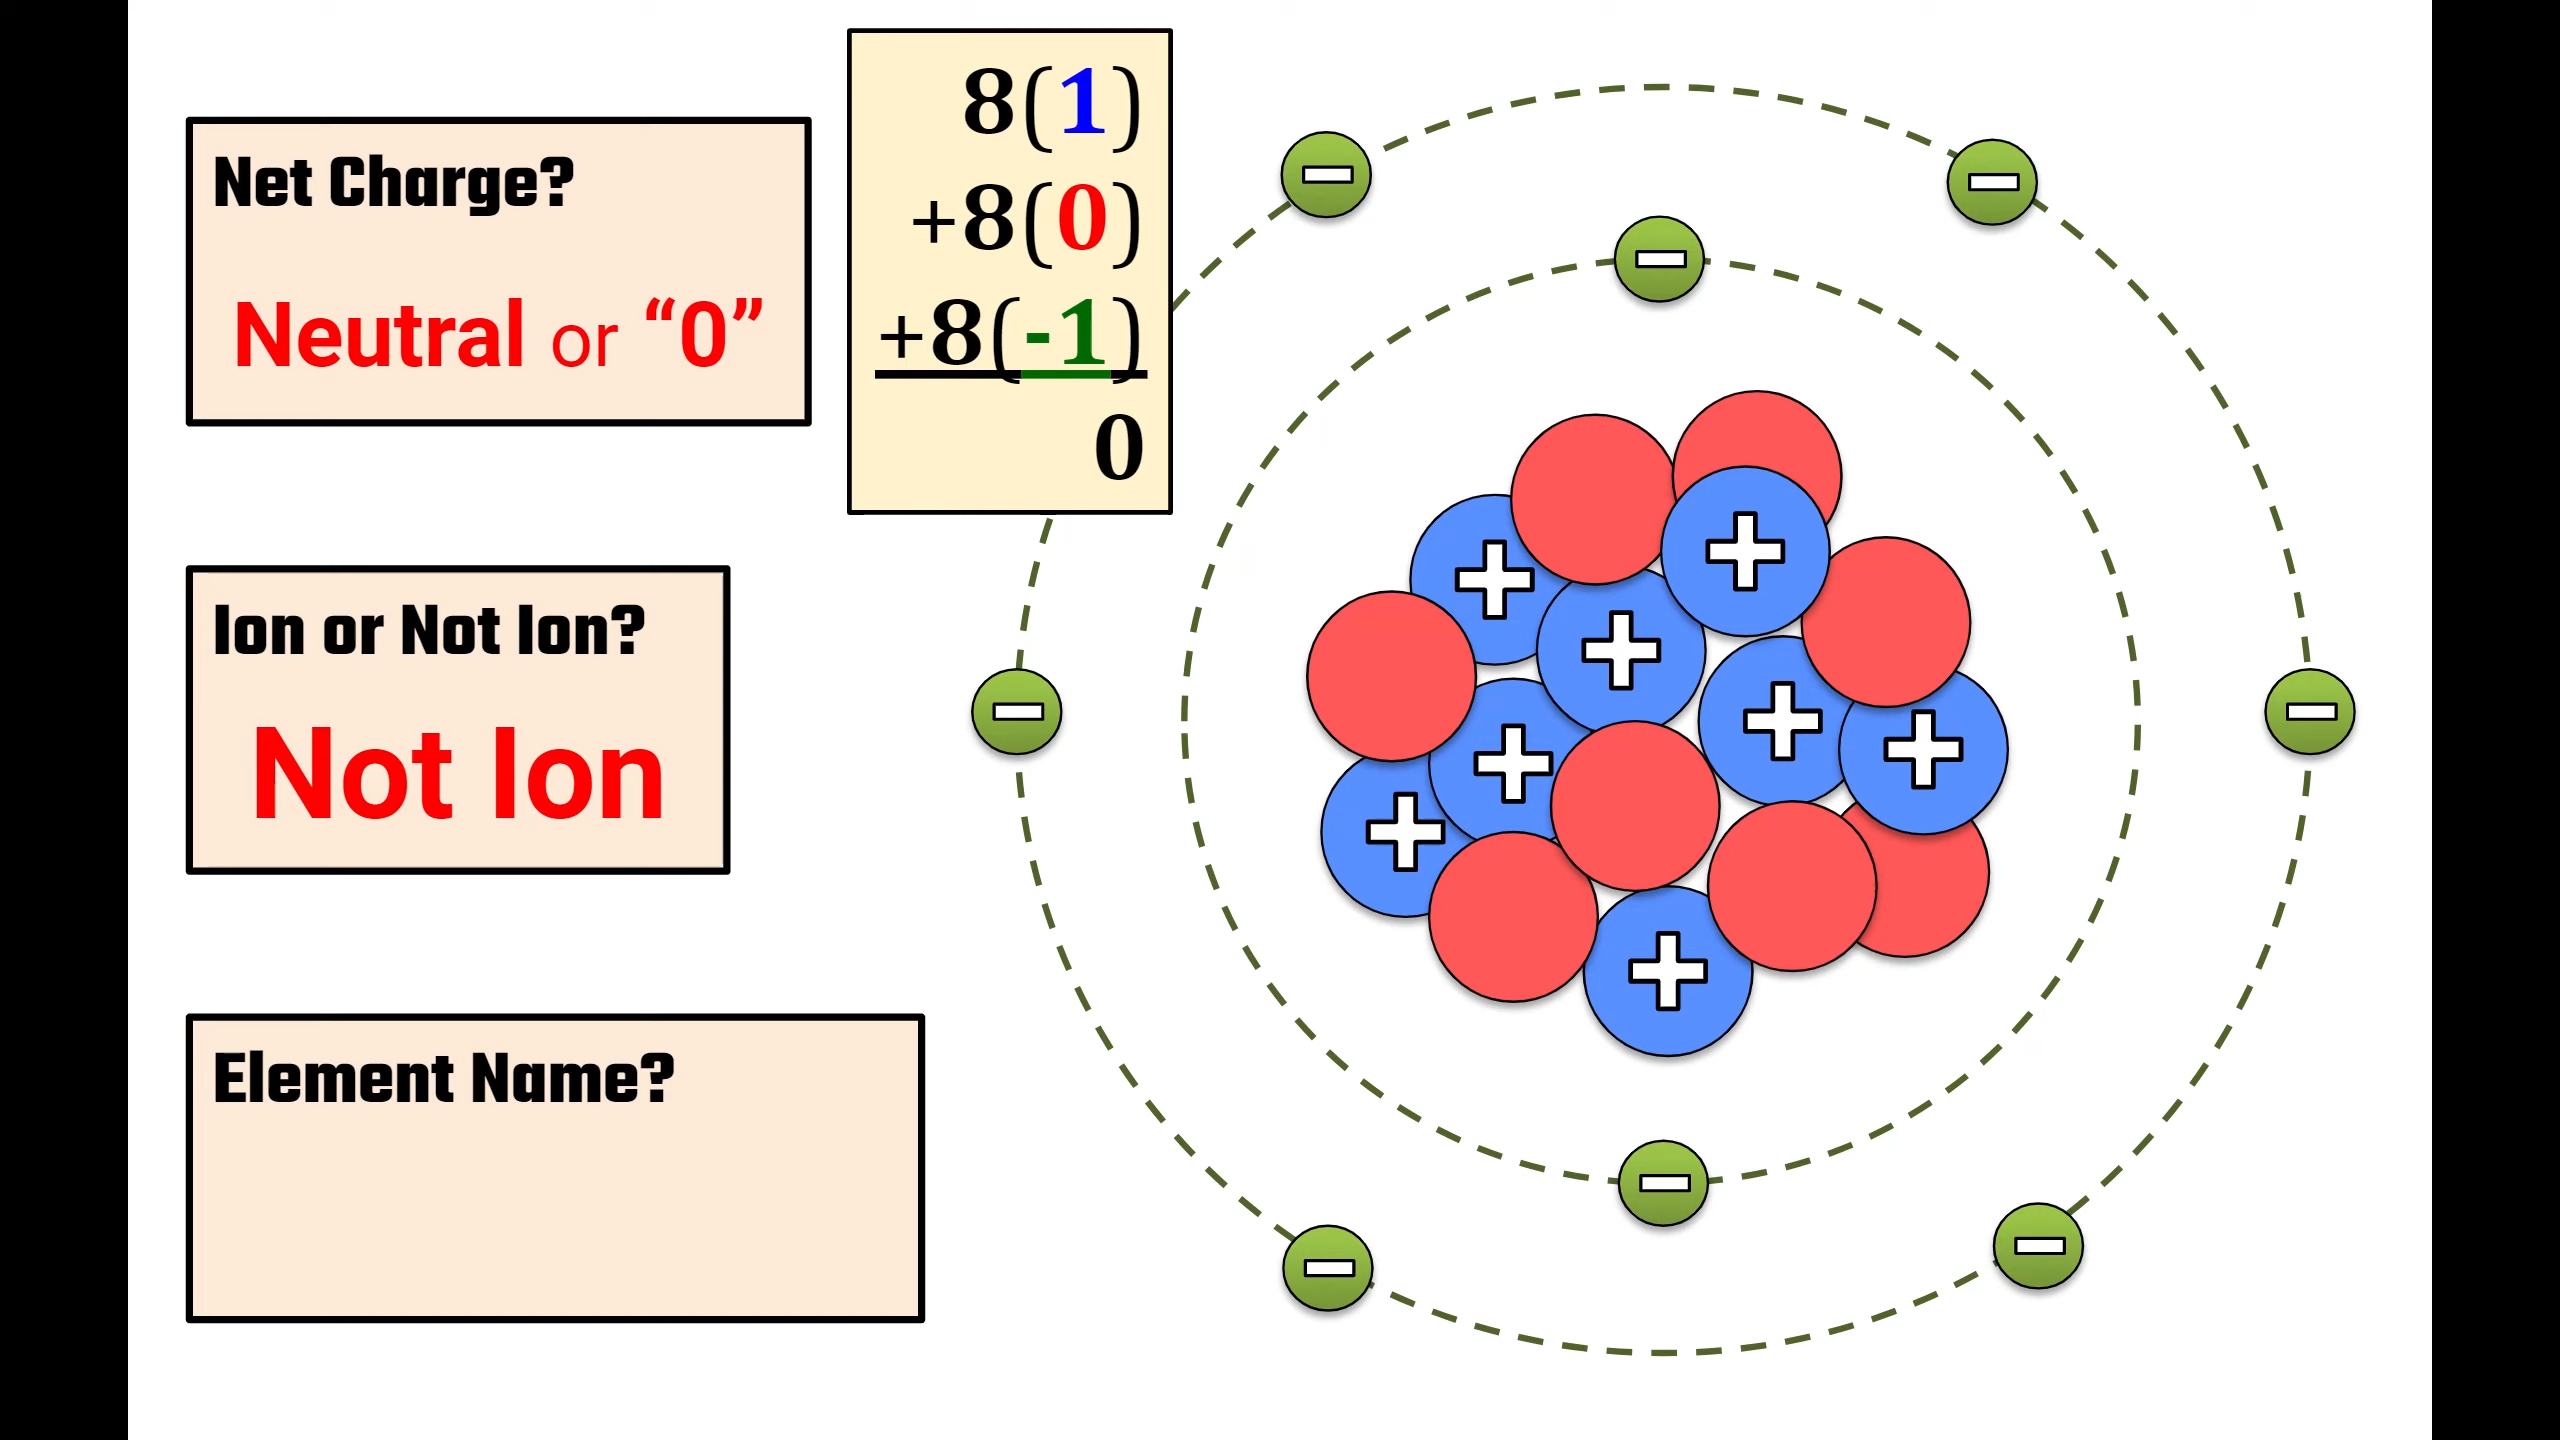 Net Charge?
Neutral or “0”
8(1)
+8(0)
+8(-1)
0
Ion or Not Ion?
Not Ion
Element Name?